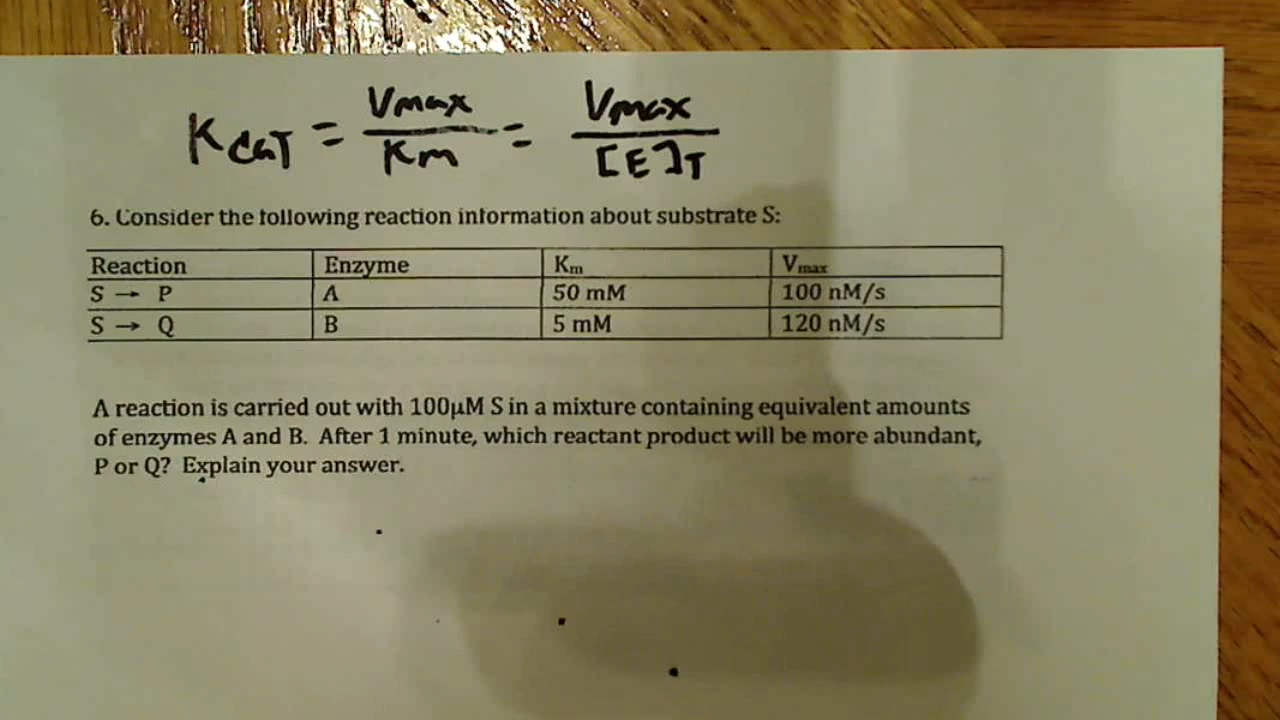 KCAT = Vmax / Km = Vmax / [E]T
6. Consider the following reaction information about substrate S:
Reaction Enzyme Km Vmax
S → P A 50 mM 100 nM/s
S → Q B 5 mM 120 nM/s
A reaction is carried out with 100μM S in a mixture containing equivalent amounts
of enzymes A and B. After 1 minute, which reactant product will be more abundant,
P or Q? Explain your answer.